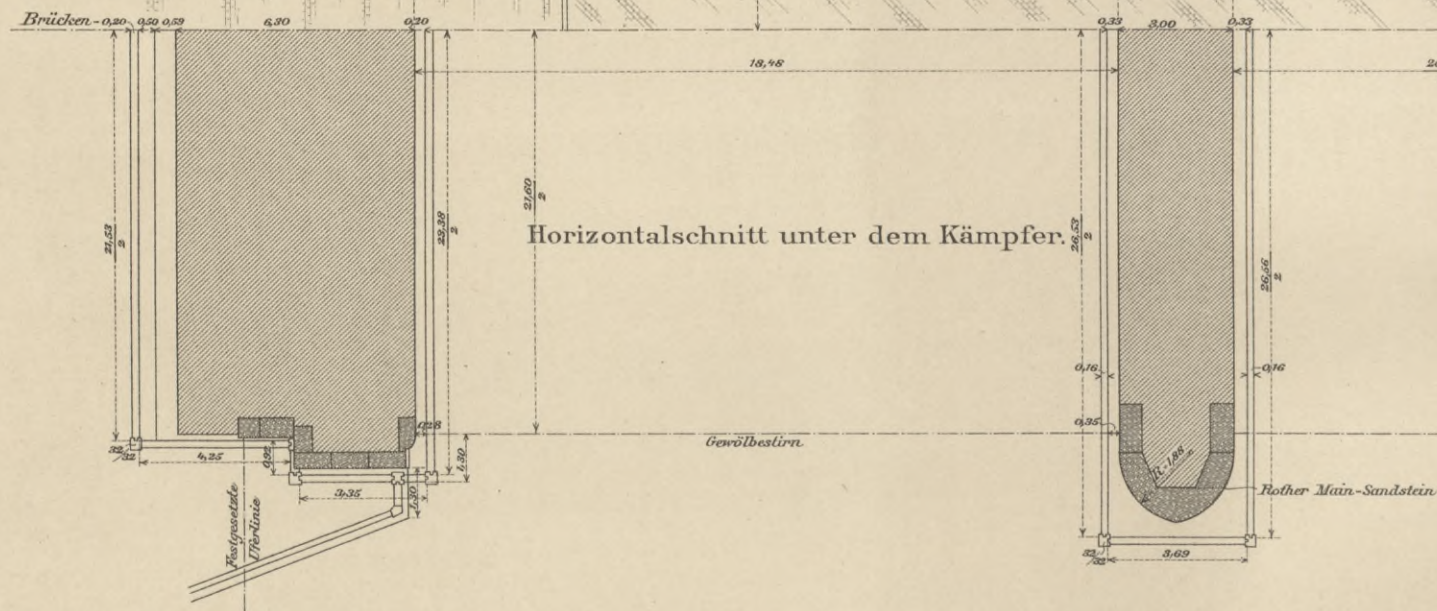 Brücken- 0,20 0,50 0,59 6,30 0,20
0,33 3,00 0,33
18,48
21,53
2
23,38
2
21,60
2
26,53
2
26,56
2
Horizontalschnitt unter dem Kämpfer.
0,16
0,16
0,35
0,28
Gewölbestirn
0,92
1,30
1,30
32/32
4,25
3,35
R=1,88
Rother Main-Sandstein
Festgesetzte
Uferlinie
32/32
3,69